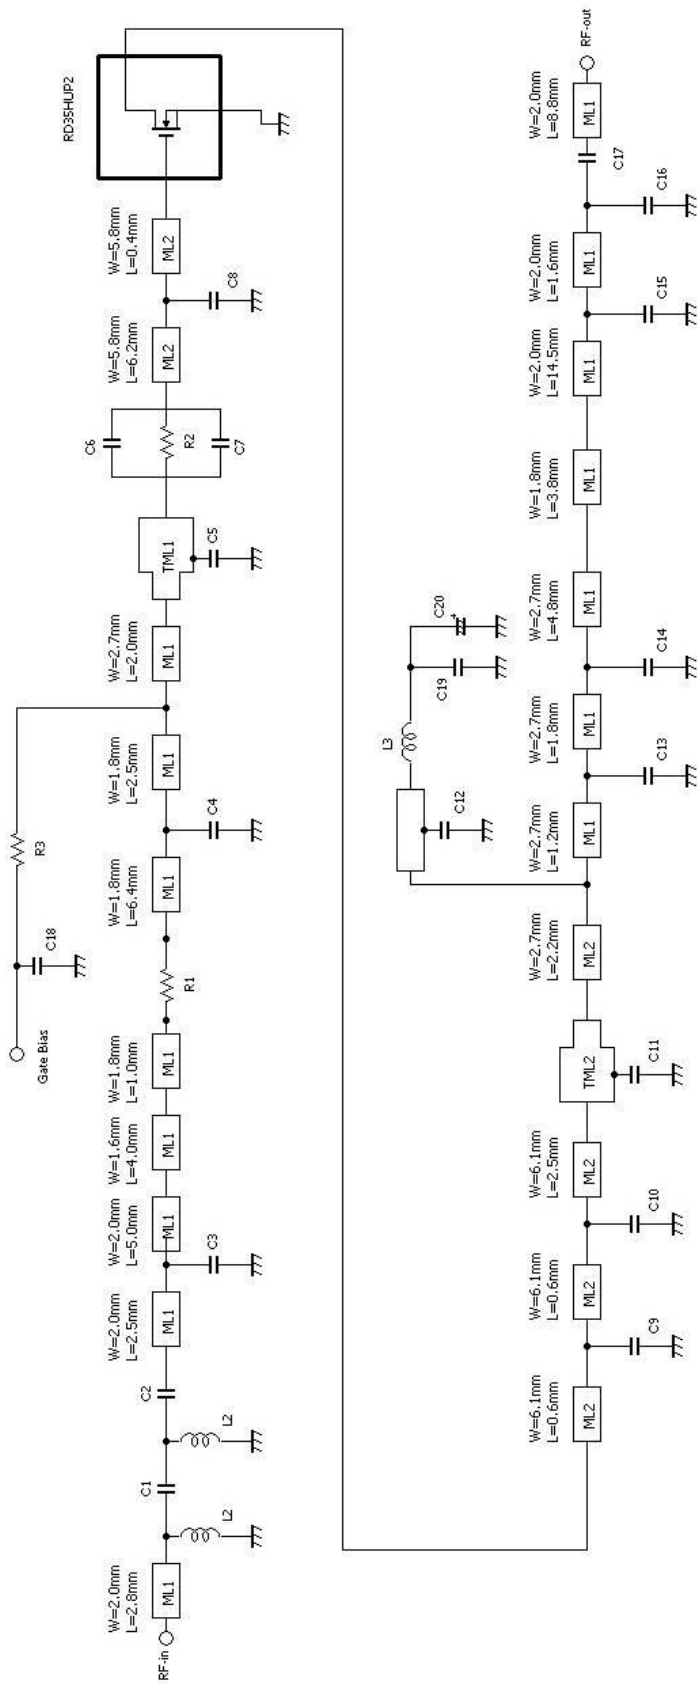 RF-in
W=2.0mm
L=2.8mm
ML1
L2
C1
L2
C2
W=2.0mm
L=2.5mm
ML1
C3
W=2.0mm
L=5.0mm
ML1
W=1.6mm
L=4.0mm
ML1
W=1.8mm
L=1.0mm
ML1
R1
W=1.8mm
L=6.4mm
ML1
C4
W=1.8mm
L=2.5mm
ML1
Gate Bias
C18
R3
W=2.7mm
L=2.0mm
ML1
TML1
C5
C6
R2
C7
W=5.8mm
L=6.2mm
ML2
C8
W=5.8mm
L=0.4mm
ML2
RD35HUP2
W=6.1mm
L=0.6mm
ML2
C9
W=6.1mm
L=0.6mm
ML2
C10
W=6.1mm
L=2.5mm
ML2
TML2
C11
W=2.7mm
L=2.2mm
ML2
C12
L3
C19
C20
+
W=2.7mm
L=1.2mm
ML1
C13
W=2.7mm
L=1.8mm
ML1
C14
W=2.7mm
L=4.8mm
ML1
W=1.8mm
L=3.8mm
ML1
W=2.0mm
L=14.5mm
ML1
C15
W=2.0mm
L=1.6mm
ML1
C16
C17
W=2.0mm
L=8.8mm
ML1
RF-out